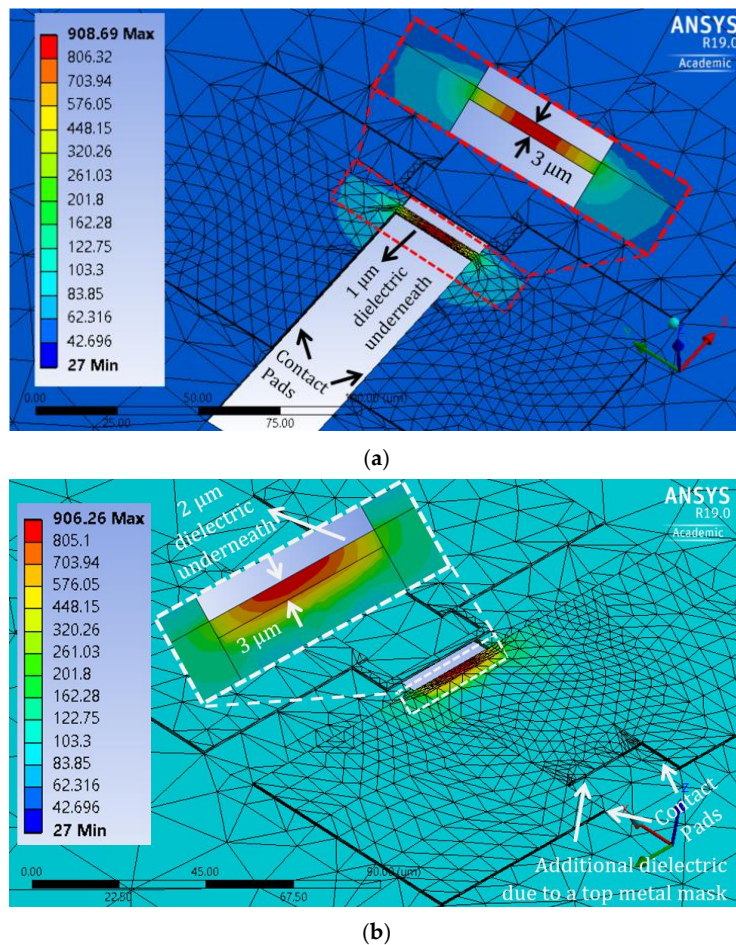 908.69 Max
806.32
703.94
576.05
448.15
320.26
261.03
201.8
162.28
122.75
103.3
83.85
62.316
42.696
27 Min
ANSYS
R19.0
Academic
3 μm
1 μm
dielectric
underneath
Contact
Pads
0.00
50.00
100.00 (um)
25.00
75.00
(a)
906.26 Max
805.1
703.94
576.05
448.15
320.26
261.03
201.8
162.28
122.75
103.3
83.85
62.316
42.696
27 Min
2 μm
dielectric
underneath
3 μm
ANSYS
R19.0
Academic
Contact
Pads
Additional dielectric
due to a top metal mask
0.00
45.00
90.00 (um)
22.50
67.50
(b)